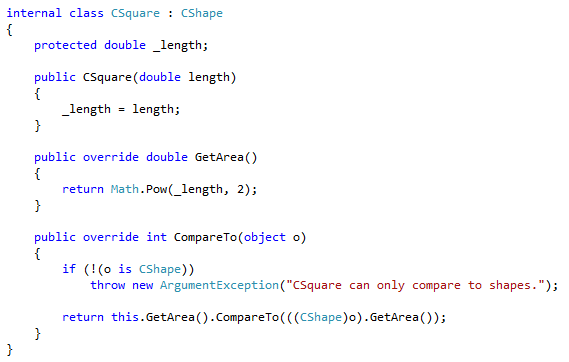 internal class CSquare : CShape
{
    protected double _length;

    public CSquare(double length)
    {
        _length = length;
    }

    public override double GetArea()
    {
        return Math.Pow(_length, 2);
    }

    public override int CompareTo(object o)
    {
        if (!(o is CShape))
            throw new ArgumentException("CSquare can only compare to shapes.");

        return this.GetArea().CompareTo(((CShape)o).GetArea());
    }
}